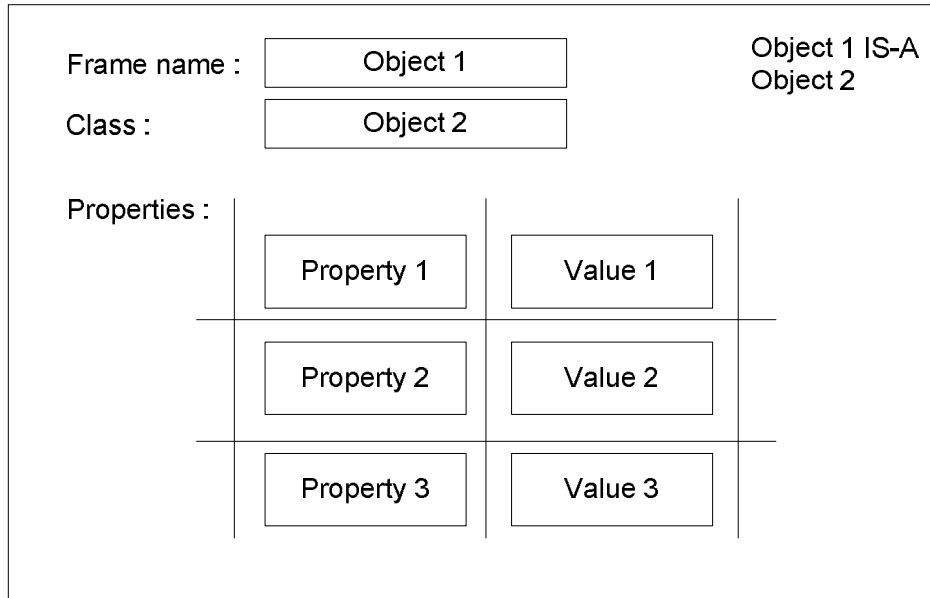 Frame name : Object 1
Object 1 IS-A
Object 2
Class : Object 2
Properties :
Property 1 Value 1
Property 2 Value 2
Property 3 Value 3